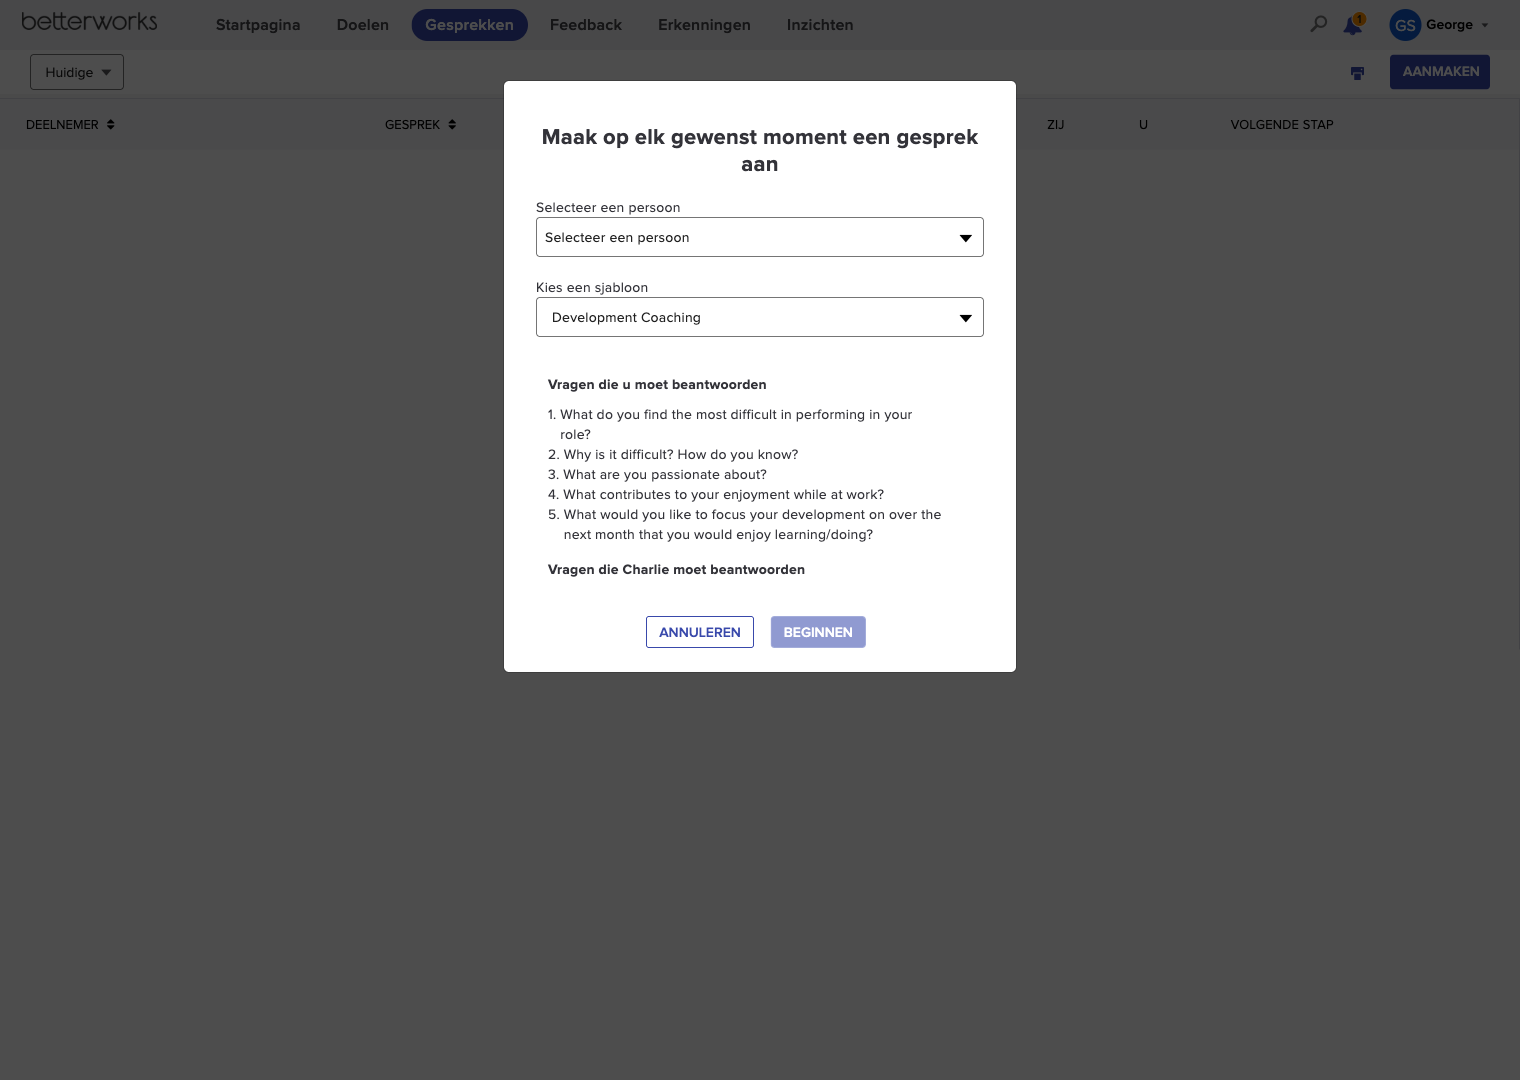 betterworks Startpagina Doelen Gesprekken Feedback Erkenningen Inzichten 1 GS George
Huidige AANMAKEN
DEELNEMER GESPREK ZIJ U VOLGENDE STAP
Maak op elk gewenst moment een gesprek
aan
Selecteer een persoon
Selecteer een persoon
Kies een sjabloon
Development Coaching
Vragen die u moet beantwoorden
1. What do you find the most difficult in performing in your
role?
2. Why is it difficult? How do you know?
3. What are you passionate about?
4. What contributes to your enjoyment while at work?
5. What would you like to focus your development on over the
next month that you would enjoy learning/doing?
Vragen die Charlie moet beantwoorden
ANNULEREN BEGINNEN